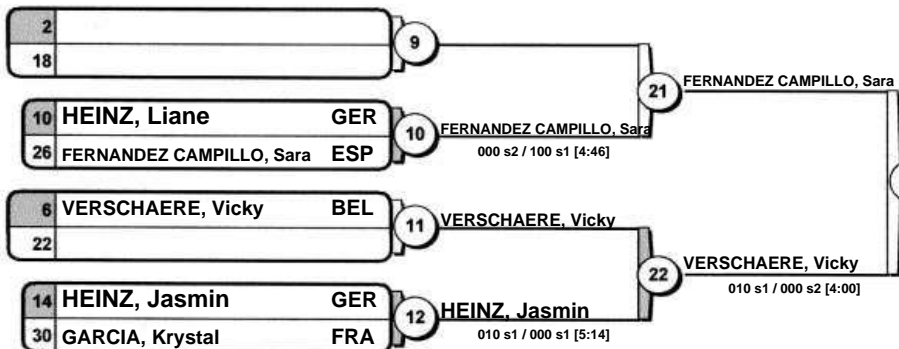 2
18
9
10 HEINZ, Liane GER
26 FERNANDEZ CAMPILLO, Sara ESP
10
FERNANDEZ CAMPILLO, Sara
000 s2 / 100 s1 [4:46]
21
FERNANDEZ CAMPILLO, Sara
6 VERSCHAERE, Vicky BEL
22
11
VERSCHAERE, Vicky
14 HEINZ, Jasmin GER
30 GARCIA, Krystal FRA
12
HEINZ, Jasmin
010 s1 / 000 s1 [5:14]
22
VERSCHAERE, Vicky
010 s1 / 000 s2 [4:00]